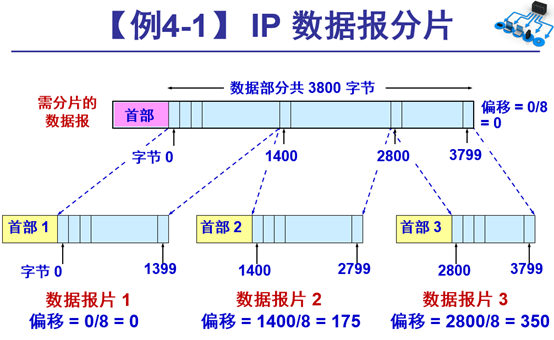 【例4-1】 IP 数据报分片
数据部分共 3800 字节
需分片的
数据报
首部
偏移 = 0/8
= 0
字节 0
1400
2800
3799
首部 1
首部 2
首部 3
字节 0
1399
1400
2799
2800
3799
数据报片 1
偏移 = 0/8 = 0
数据报片 2
偏移 = 1400/8 = 175
数据报片 3
偏移 = 2800/8 = 350